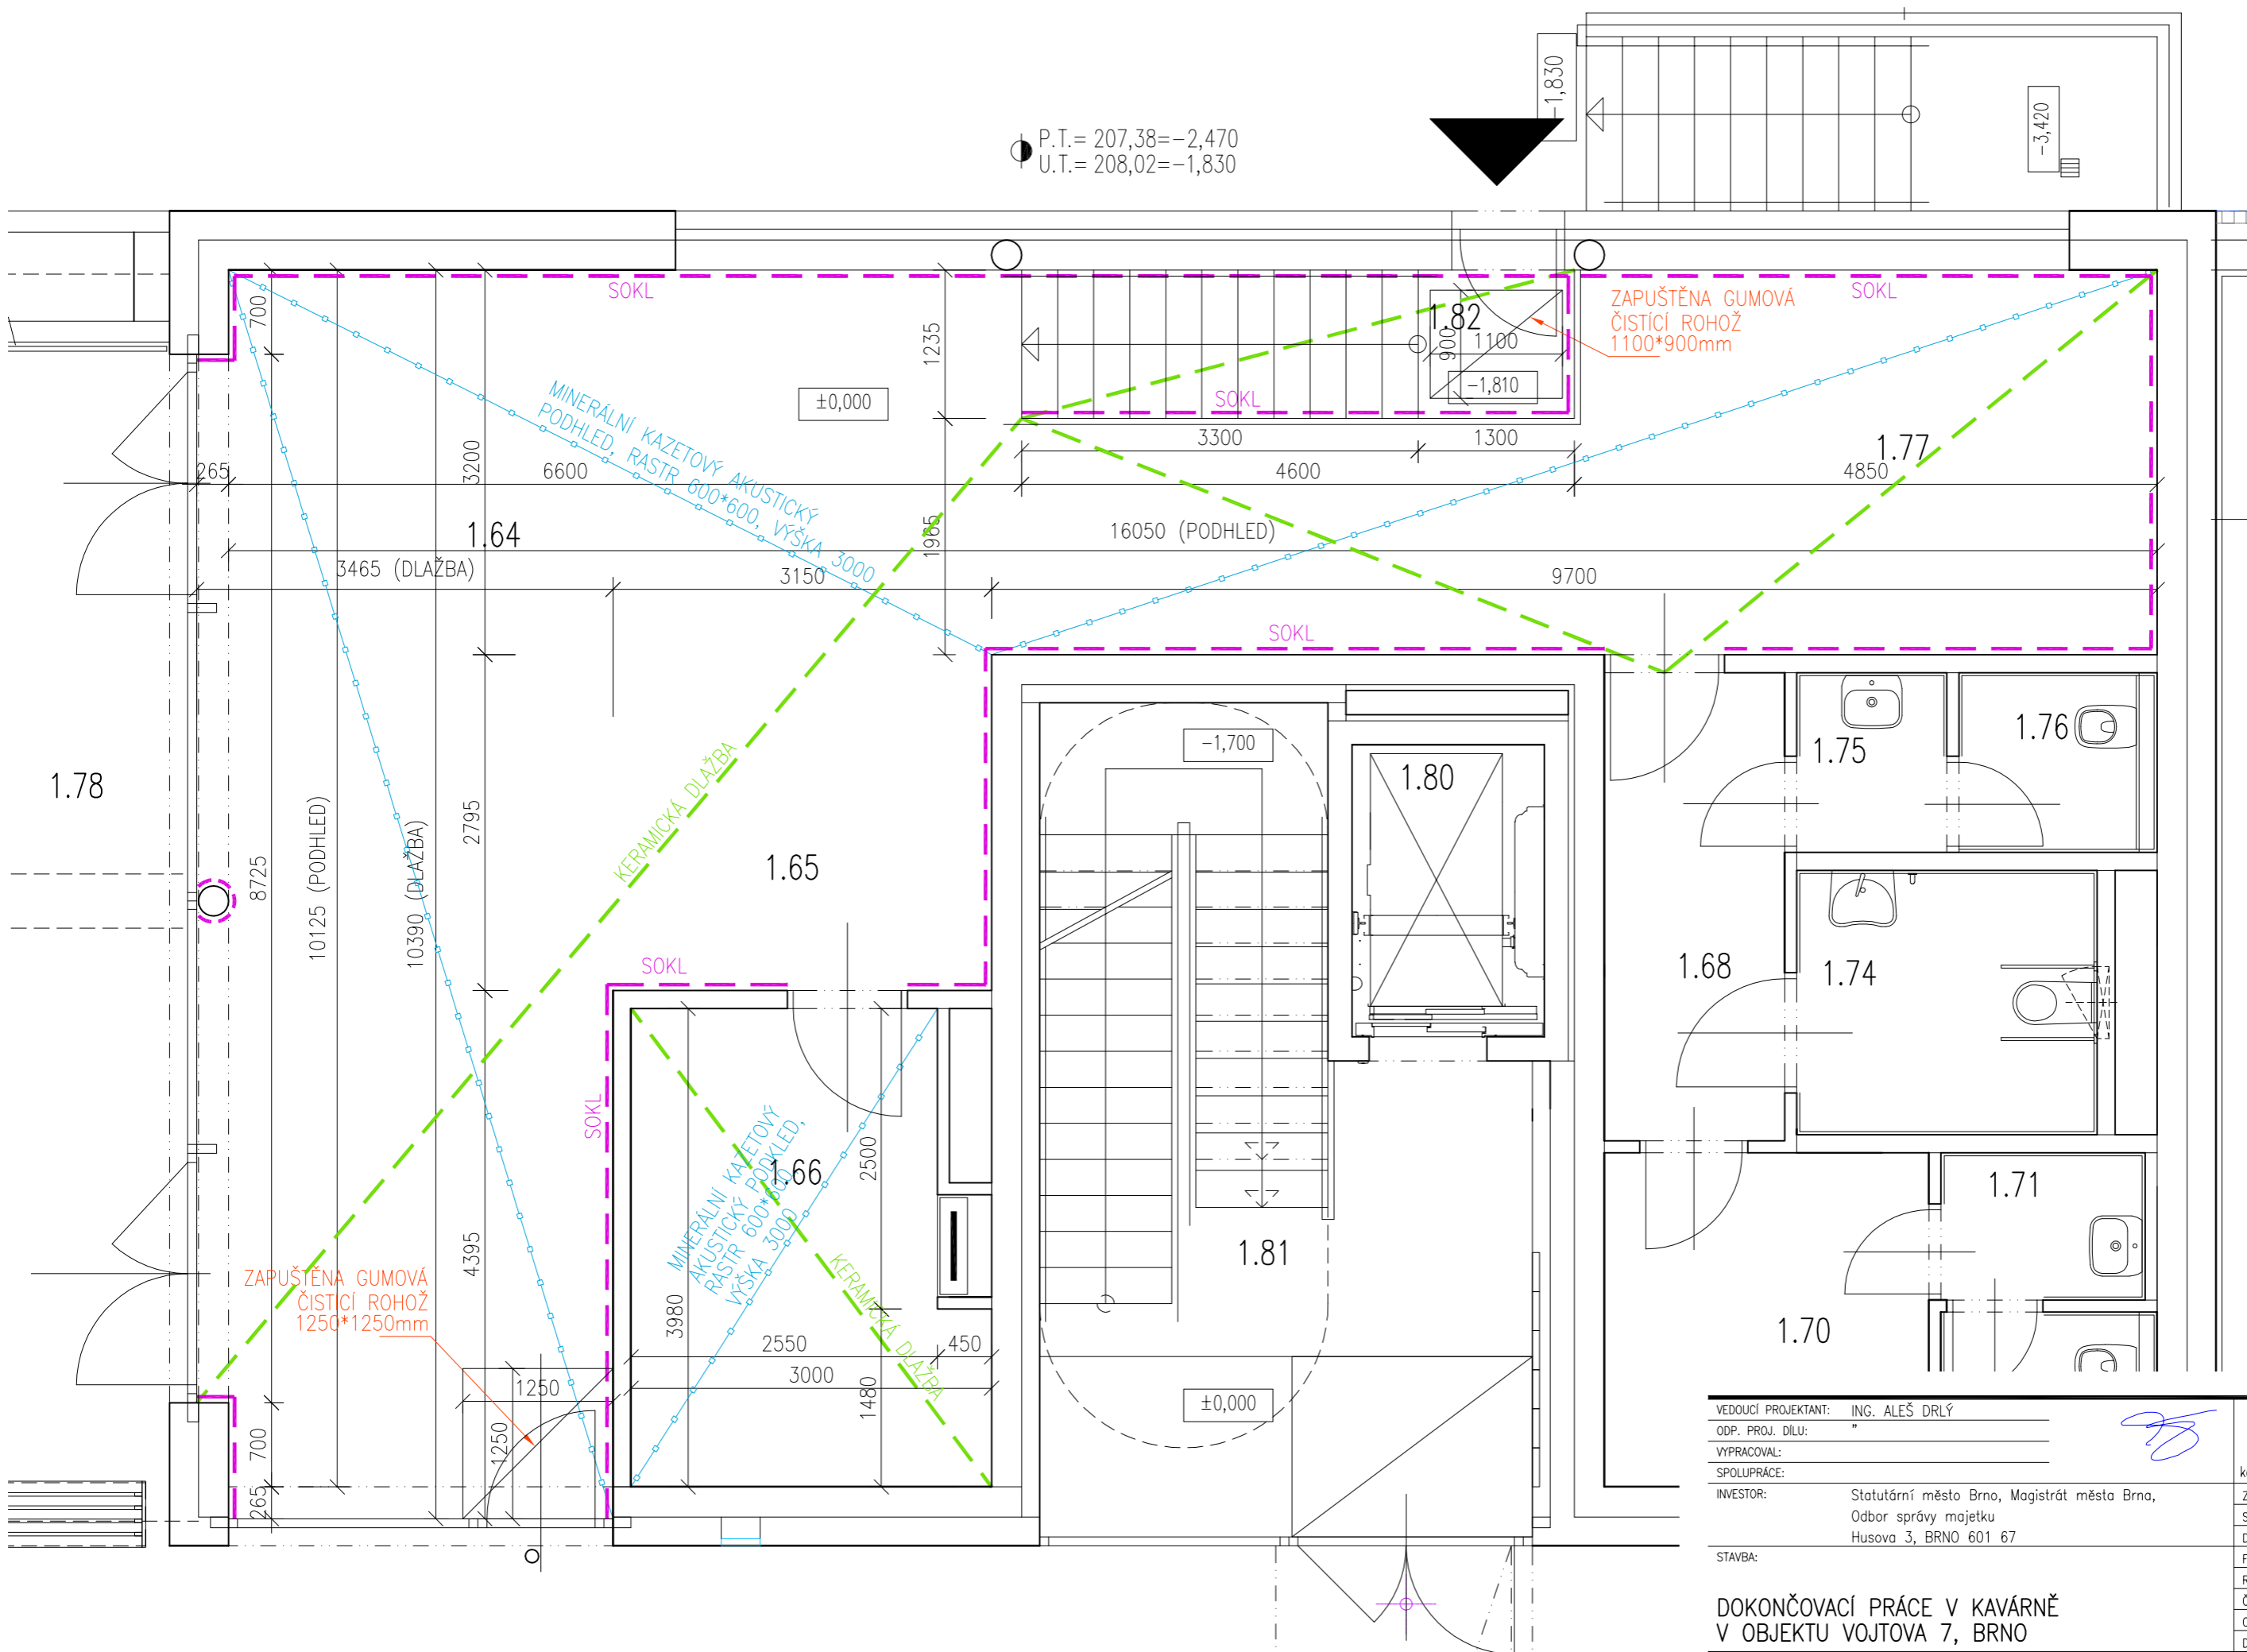 -1,830
-3,420
P.T.= 207,38=-2,470
U.T.= 208,02=-1,830
SOKL
SOKL
ZAPUŠTĚNA GUMOVÁ
ČISTÍCÍ ROHOŽ
1100*900mm
700
1235
1.82
900
1100
-1,810
±0,000
SOKL
MINERÁLNÍ KAZETOVÝ AKUSTICKÝ
PODHLED, RASTR 600*600, VÝŠKA 3000
3300
1300
1.77
265
3200
6600
4600
4850
1.64
1965
16050 (PODHLED)
3465 (DLAŽBA)
3150
9700
SOKL
1.78
-1,700
1.80
1.75
1.76
KERAMICKÁ DLAŽBA
2795
8725
10125 (PODHLED)
10390 (DLAŽBA)
1.65
SOKL
1.68
1.74
SOKL
MINERÁLNÍ KAZETOVÝ
AKUSTICKÝ PODKLED,
RASTR 600*600
VÝŠKA 3000
1.66
2500
1.71
1.81
4395
ZAPUŠTĚNA GUMOVÁ
ČISTÍCÍ ROHOŽ
1250*1250mm
3980
KERAMICKÁ DLAŽBA
2550
450
3000
1480
1.70
1250
1250
±0,000
700
265
VEDOUCÍ PROJEKTANT: ING. ALEŠ DRLÝ
ODP. PROJ. DÍLU: "
VYPRACOVAL:
SPOLUPRÁCE:
INVESTOR: Statutární město Brno, Magistrát města Brna,
Odbor správy majetku
Husova 3, BRNO 601 67
STAVBA:
DOKONČOVACÍ PRÁCE V KAVÁRNĚ
V OBJEKTU VOJTOVA 7, BRNO